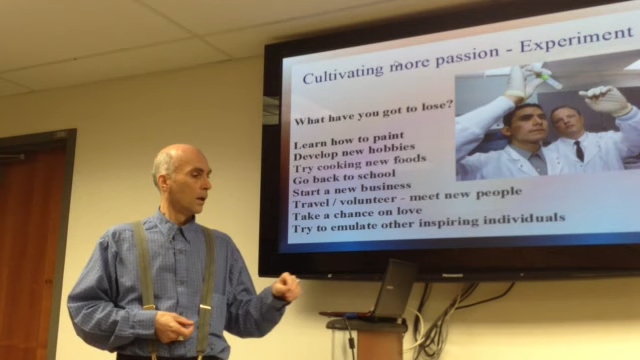 Cultivating more passion - Experiment
What have you got to lose?
Learn how to paint
Develop new hobbies
Try cooking new foods
Go back to school
Start a new business
Travel / volunteer - meet new people
Take a chance on love
Try to emulate other inspiring individuals
Panasonic